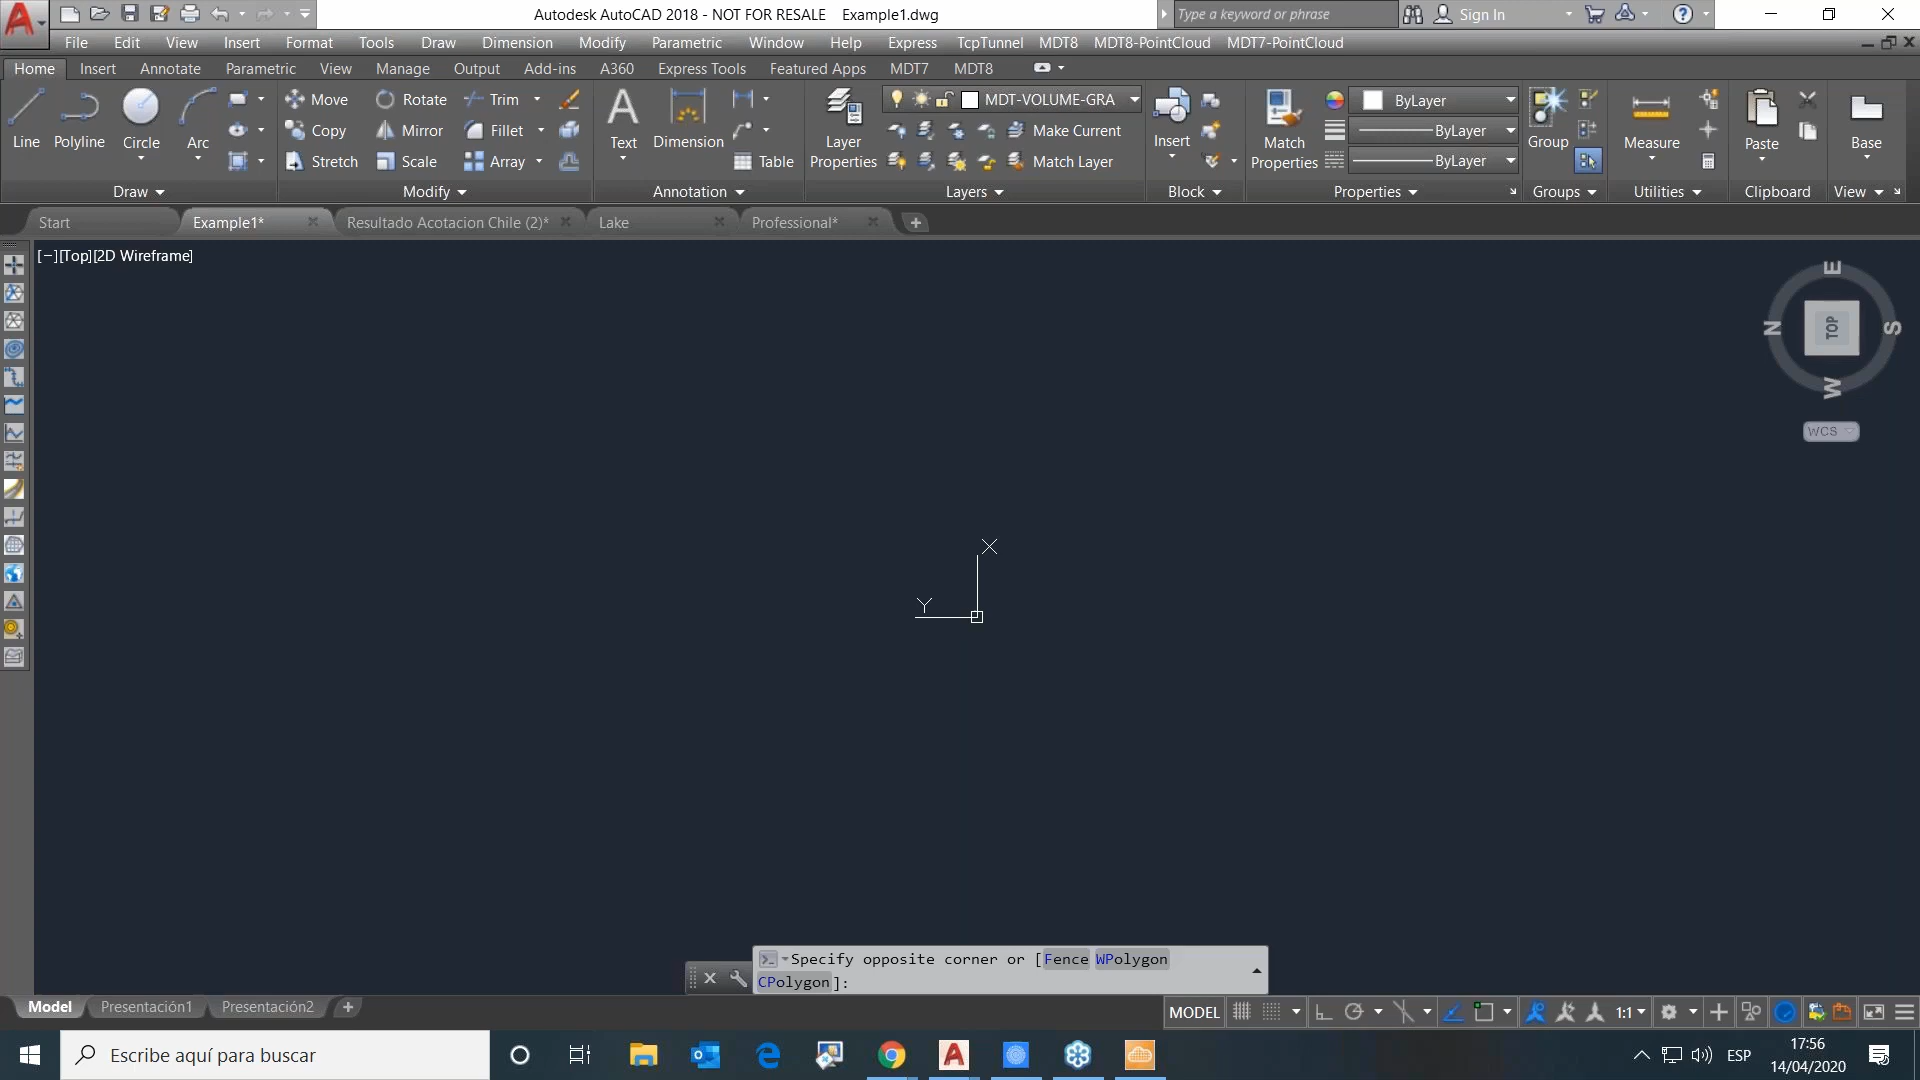 Autodesk AutoCAD 2018 - NOT FOR RESALE Example1.dwg
Type a keyword or phrase
Sign In
File Edit View Insert Format Tools Draw Dimension Modify Parametric Window Help Express TcpTunnel MDT8 MDT8-PointCloud MDT7-PointCloud
Home Insert Annotate Parametric View Manage Output Add-ins A360 Express Tools Featured Apps MDT7 MDT8
Line Polyline Circle Arc
Move Rotate Trim
Copy Mirror Fillet
Stretch Scale Array
Text Dimension
Table
Layer Properties
MDT-VOLUME-GRA
Make Current
Match Layer
Insert
Match Properties
ByLayer
ByLayer
ByLayer
Group
Measure
Paste
Base
Draw Modify Annotation Layers Block Properties Groups Utilities Clipboard View
Start Example1* Resultado Acotacion Chile (2)* Lake Professional*
[−][Top][2D Wireframe]
E
N TOP S
W
WCS
X
Y
Specify opposite corner or [Fence WPolygon
CPolygon]:
Model Presentación1 Presentación2
MODEL 1:1
Escribe aquí para buscar
ESP
17:56
14/04/2020